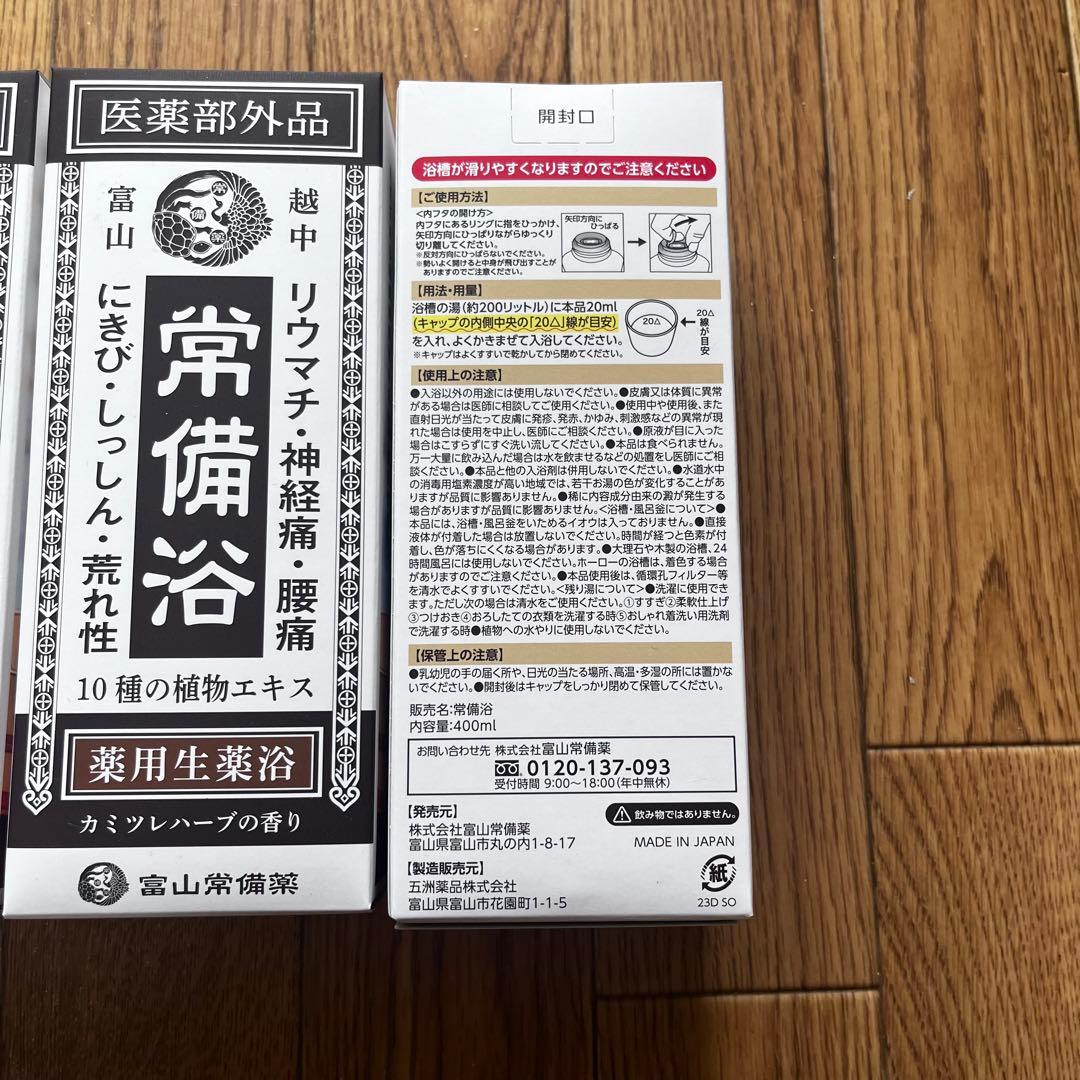 医薬部外品
越中
富山
常備薬
リウマチ・神経痛・腰痛
常備浴
にきび・しっしん・荒れ性
10種の植物エキス
薬用生薬浴
カミツレハーブの香り
富山常備薬
開封口
浴槽が滑りやすくなりますのでご注意ください
【ご使用方法】
<内フタの開け方>
内フタにあるリングに指をひっかけ、
矢印方向にひっぱりながらゆっくり
切り離してください。
※反対方向にひっぱらないでください。
※勢いよく開けると中身が飛び出すことが
ありますのでご注意ください。
矢印方向に
ひっぱる
【用法・用量】
浴槽の湯(約200リットル)に本品20ml
(キャップの内側中央の「20△」線が目安)
を入れ、よくかきまぜて入浴してください。
※キャップはよくすすいで乾かしてから閉めてください。
20△
20△線が目安
【使用上の注意】
●入浴以外の用途には使用しないでください。●皮膚又は体質に異常
がある場合は医師に相談してご使用ください。●使用中や使用後、また
直射日光が当たって皮膚に発疹、発赤、かゆみ、刺激感などの異常が現
れた場合は使用を中止し、医師にご相談ください。●原液が目に入った
場合はこすらずにすぐ洗い流してください。●本品は食べられません。
万一大量に飲み込んだ場合は水を飲ませるなどの処置をし医師にご相
談ください。●本品と他の入浴剤は併用しないでください。●水道水中
の消毒用塩素濃度が高い地域では、若干お湯の色が変化することがあ
りますが品質に影響ありません。●稀に内容成分由来の澱が発生する
場合がありますが品質に影響ありません。<浴槽・風呂釜について>●
本品には、浴槽・風呂釜をいためるイオウは入っておりません。●直接
液体が付着した場合は放置しないでください。時間が経つと色素が付
着し、色が落ちにくくなる場合があります。●大理石や木製の浴槽、24
時間風呂には使用しないでください。ホーローの浴槽は、着色する場合
がありますのでご注意ください。●本品使用後は、循環孔フィルター等
を清水でよくすすいでください。<残り湯について>●洗濯に使用でき
ます。ただし次の場合は清水をご使用ください。①すすぎ②柔軟仕上げ
③つけおき④おろしたての衣類を洗濯する時⑤おしゃれ着洗い用洗剤
で洗濯する時●植物への水やりに使用しないでください。
【保管上の注意】
●乳幼児の手の届く所や、日光の当たる場所、高温・多湿の所には置かな
いでください。●開封後はキャップをしっかり閉めて保管してください。
販売名:常備浴
内容量:400ml
お問い合わせ先 株式会社富山常備薬
0120-137-093
受付時間 9:00~18:00(年中無休)
【発売元】
株式会社富山常備薬
富山県富山市丸の内1-8-17
【製造販売元】
五洲薬品株式会社
富山県富山市花園町1-1-5
飲み物ではありません。
MADE IN JAPAN
紙
23D SO